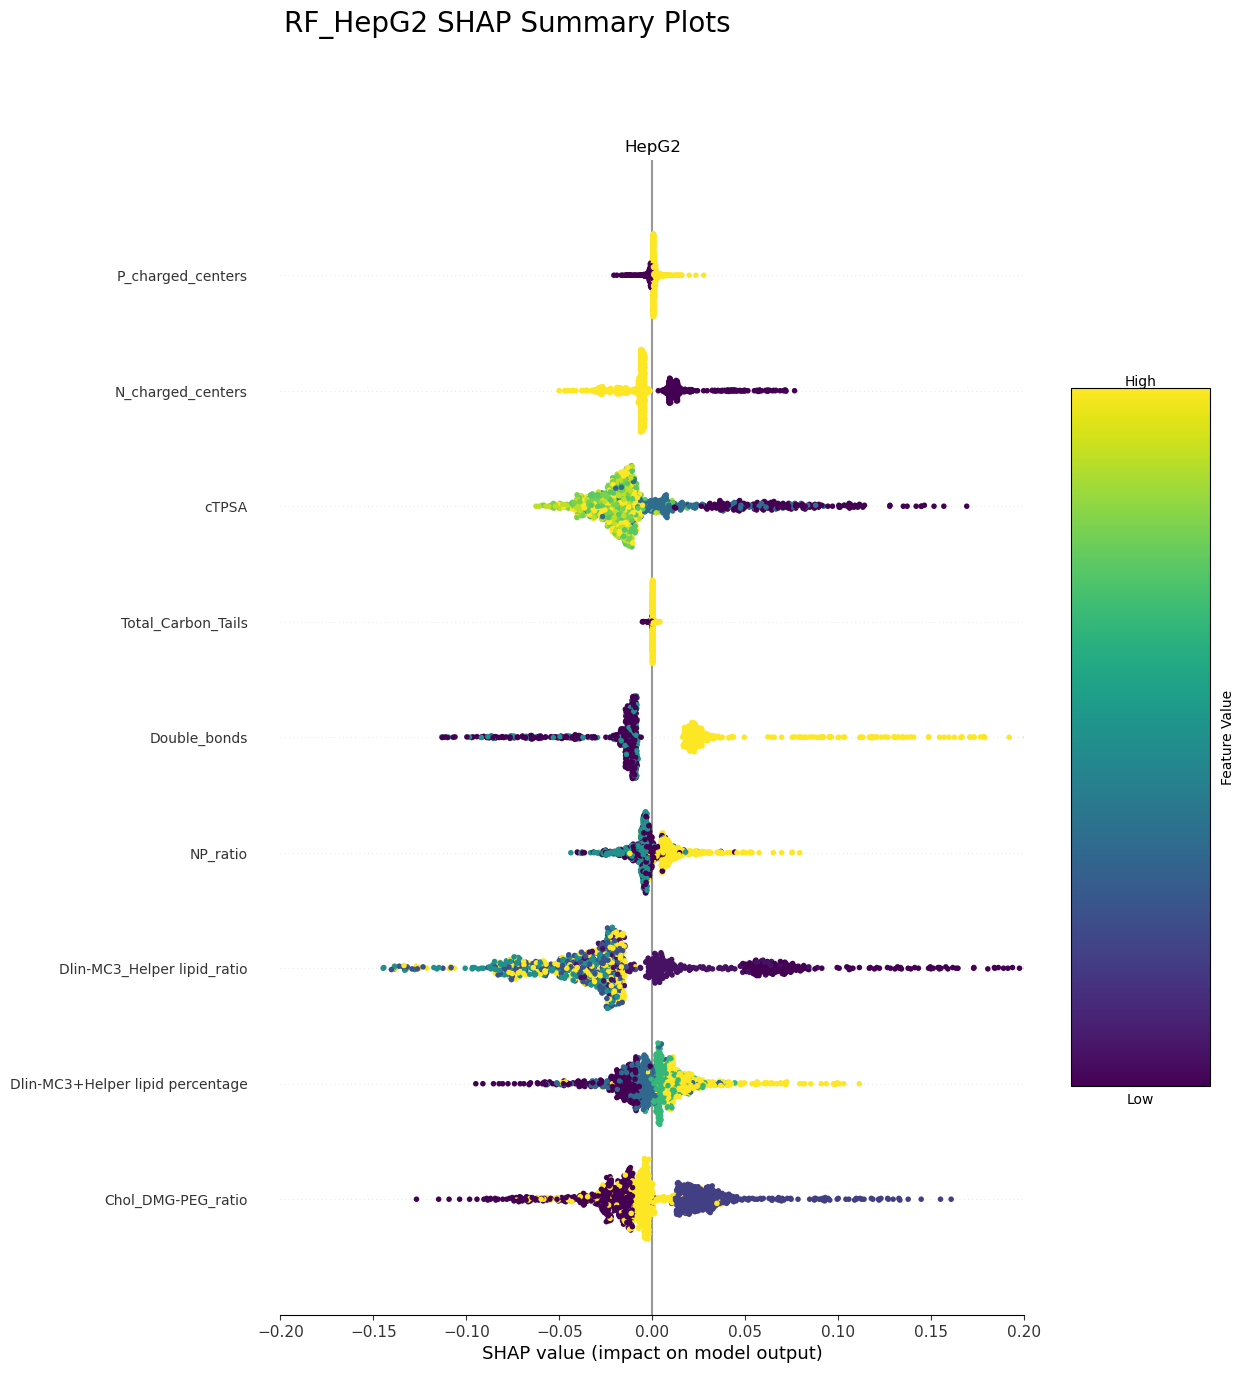 RF_HepG2 SHAP Summary Plots
HepG2
P_charged_centers
N_charged_centers
cTPSA
Total_Carbon_Tails
Double_bonds
NP_ratio
Dlin-MC3_Helper lipid_ratio
Dlin-MC3+Helper lipid percentage
Chol_DMG-PEG_ratio
−0.20 −0.15 −0.10 −0.05 0.00 0.05 0.10 0.15 0.20
SHAP value (impact on model output)
High
Feature Value
Low